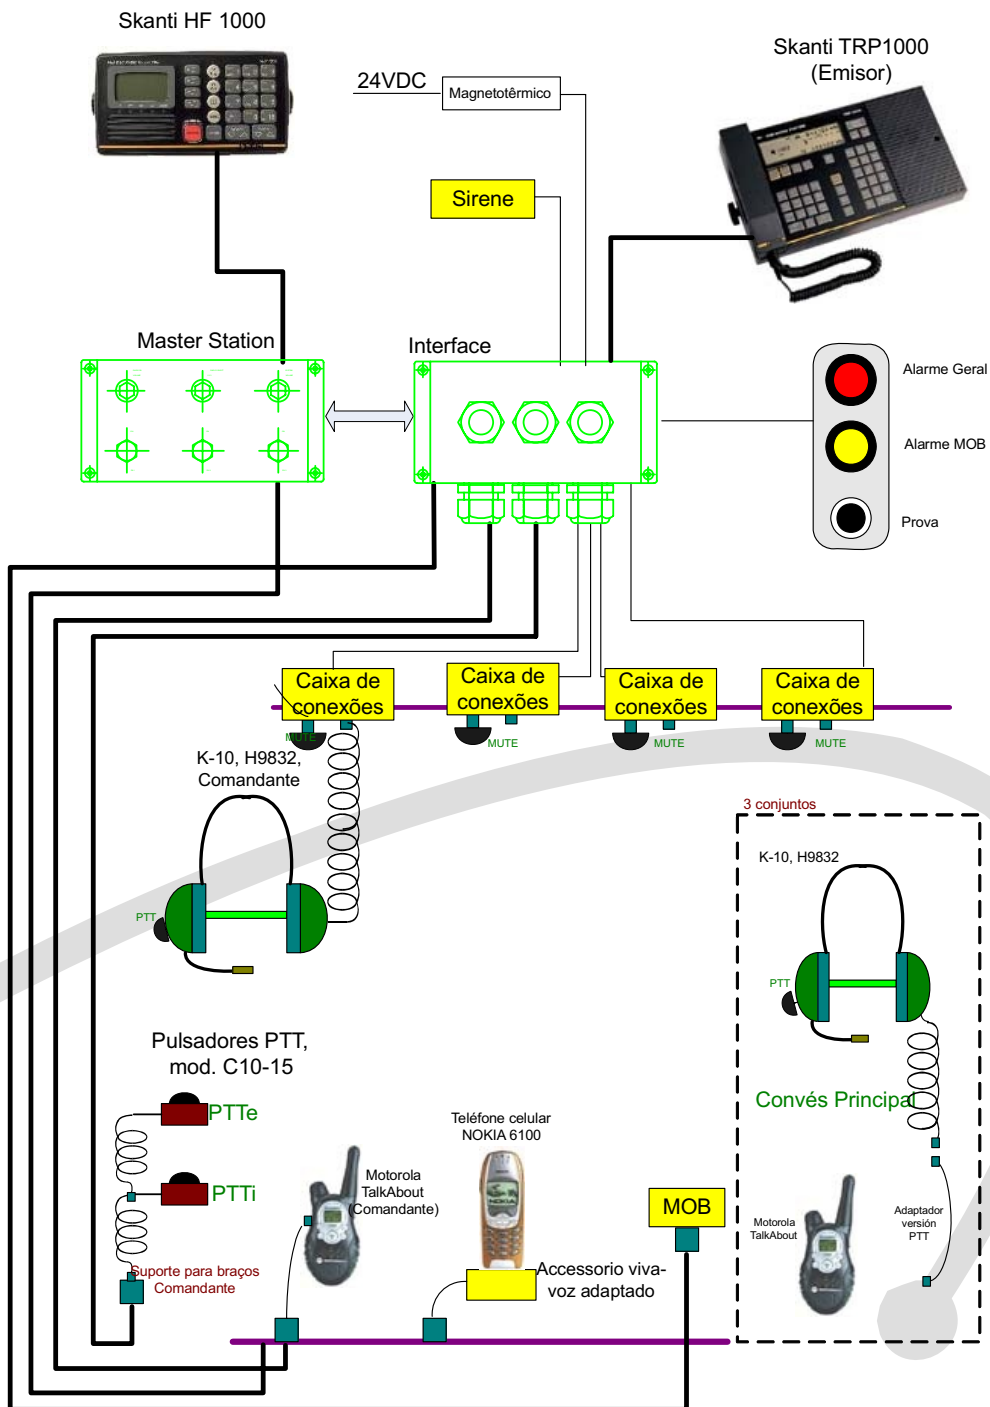 Skanti HF 1000
Skanti TRP1000
(Emisor)
24VDC
Magnetotêrmico
Sirene
Master Station
Interface
Alarme Geral
Alarme MOB
Prova
Caixa de
conexões
Caixa de
conexões
Caixa de
conexões
Caixa de
conexões
MUTE
MUTE
MUTE
MUTE
K-10, H9832,
Comandante
PTT
3 conjuntos
K-10, H9832
PTT
Convés Principal
Pulsadores PTT,
mod. C10-15
PTTe
PTTi
Suporte para braços
Comandante
Motorola
TalkAbout
(Comandante)
Teléfone celular
NOKIA 6100
NOKIA
Accessorio viva-
voz adaptado
MOB
Motorola
TalkAbout
Adaptador
versión
PTT